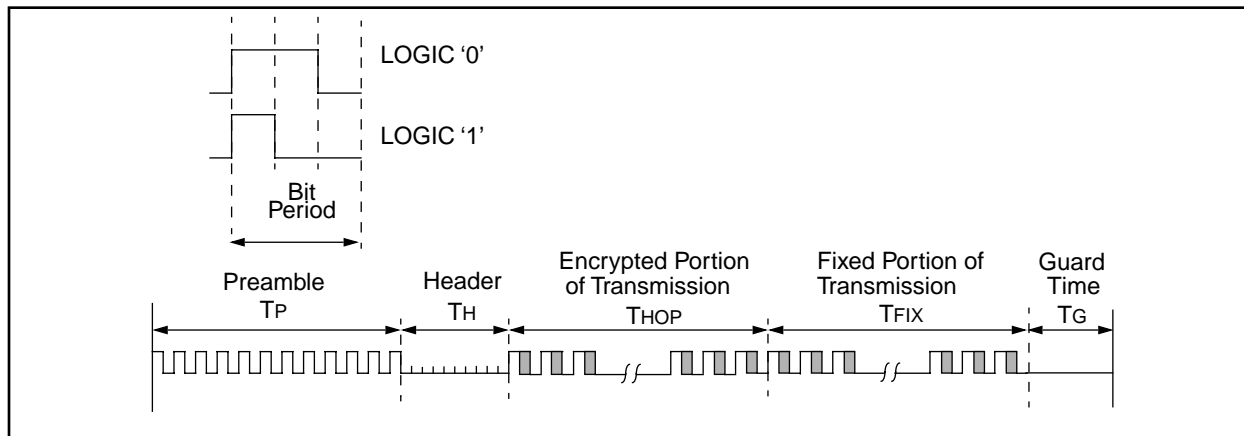 LOGIC ‘0’
LOGIC ‘1’
Bit
Period
Preamble
TP
Header
TH
Encrypted Portion
of Transmission
THOP
Fixed Portion of
Transmission
TFIX
Guard
Time
TG